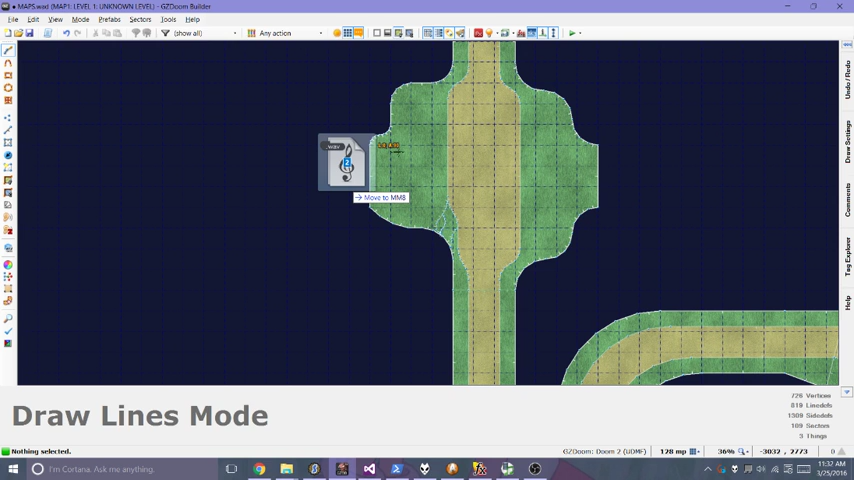 MAPS.wad (MAP1: LEVEL 1: UNKNOWN LEVEL) - GZDoom Builder
File Edit View Mode Prefabs Sectors Tools Help
(show all) Any action
Undo / Redo
Draw Settings
Comments
Tag Explorer
Help
.wav
2
→ Move to MM8
Draw Lines Mode
726 Vertices
819 Linedefs
1309 Sidedefs
109 Sectors
3 Things
Nothing selected.
GZDoom: Doom 2 (UDMF) 128 mp 36% -3032 , 2773
I'm Cortana. Ask me anything.
11:32 AM
3/25/2016